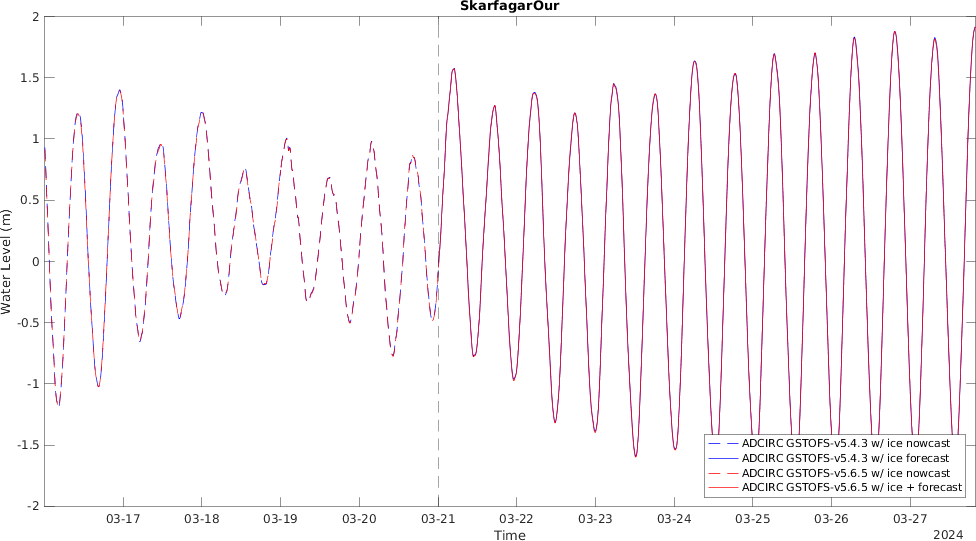 SkarfagarOur
2
1.5
1
0.5
0
-0.5
-1
-1.5
-2
Water Level (m)
03-17 03-18 03-19 03-20 03-21 03-22 03-23 03-24 03-25 03-26 03-27
Time
2024
ADCIRC GSTOFS-v5.4.3 w/ ice nowcast
ADCIRC GSTOFS-v5.4.3 w/ ice forecast
ADCIRC GSTOFS-v5.6.5 w/ ice nowcast
ADCIRC GSTOFS-v5.6.5 w/ ice + forecast